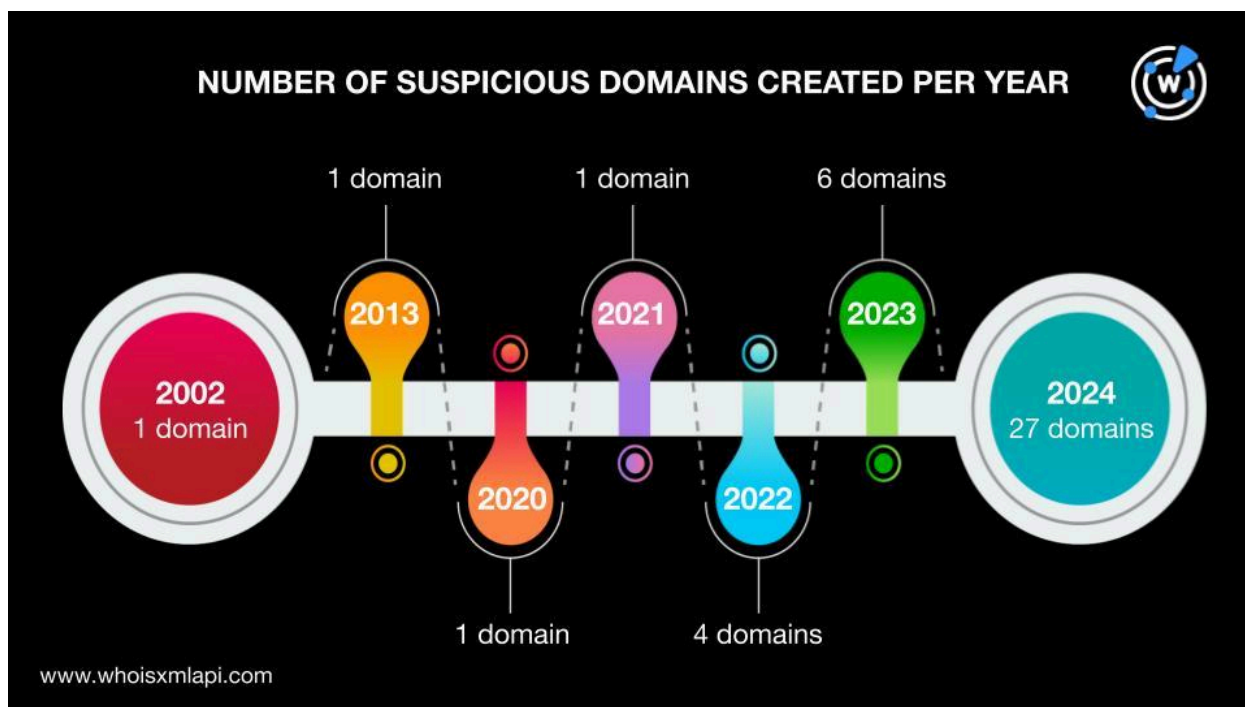 NUMBER OF SUSPICIOUS DOMAINS CREATED PER YEAR
W
1 domain
1 domain
6 domains
2013
2021
2023
2002
1 domain
2024
27 domains
2020
2022
1 domain
4 domains
www.whoisxmlapi.com